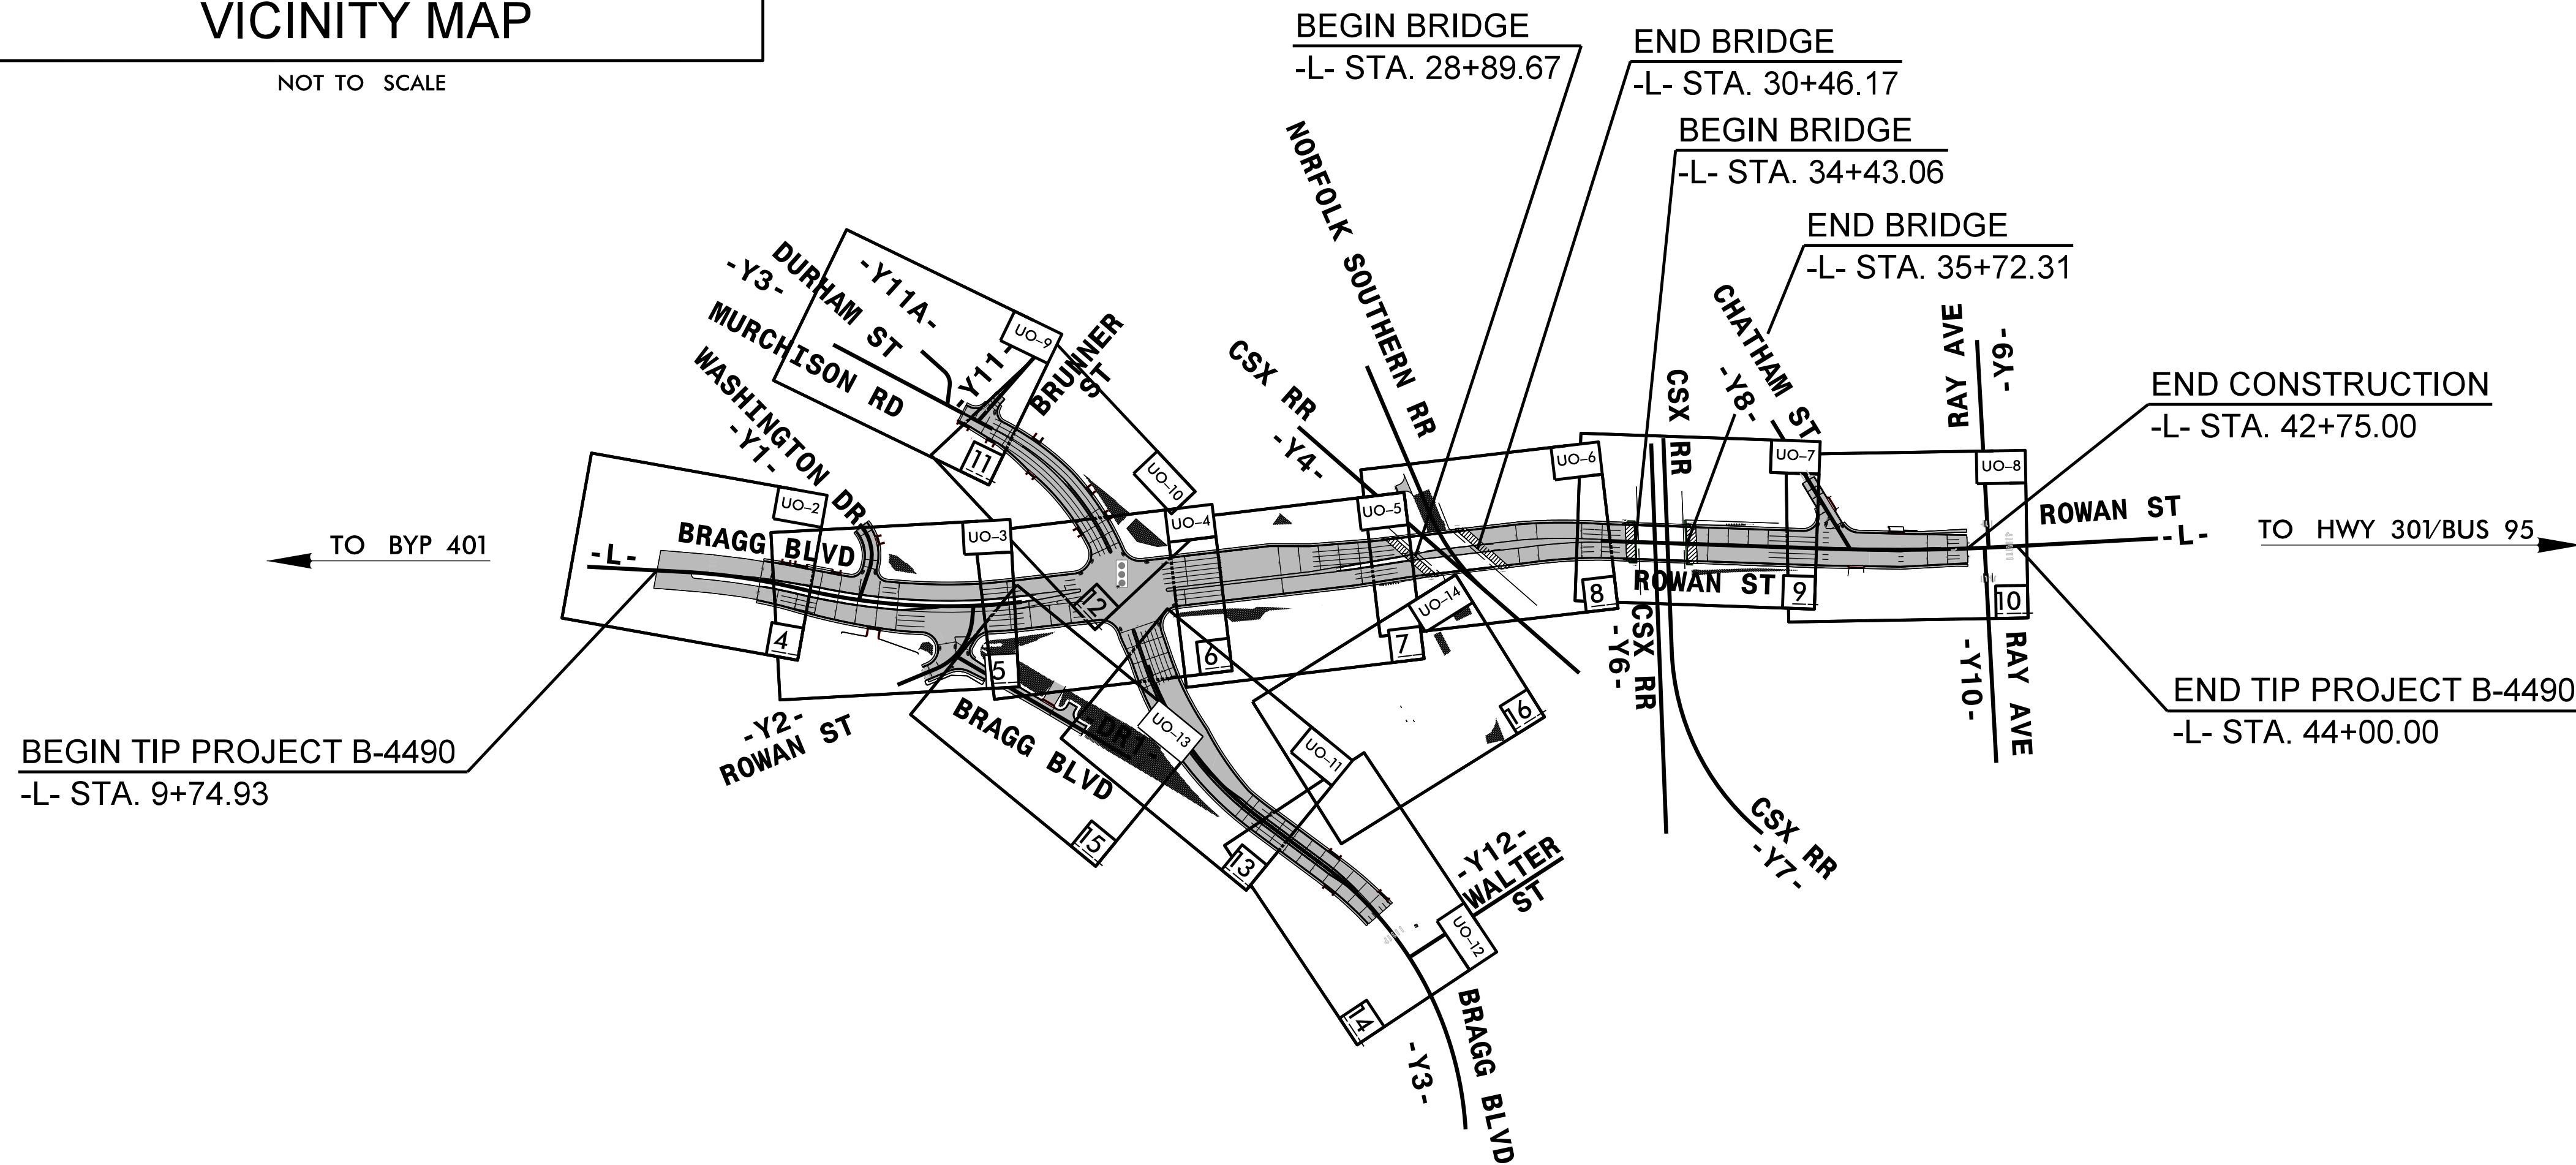 VICINITY MAP
NOT TO SCALE
BEGIN BRIDGE
-L- STA. 28+89.67
END BRIDGE
-L- STA. 30+46.17
BEGIN BRIDGE
-L- STA. 34+43.06
END BRIDGE
-L- STA. 35+72.31
NORFOLK SOUTHERN RR
CSX RR
-Y4-
-Y3-
DURHAM ST
-Y11A-
MURCHISON RD
WASHINGTON DR
-Y1-
-Y11-
BRUNNER
ST
UO-9
11
UO-10
UO-2
BRAGG BLVD
-L-
TO BYP 401
4
UO-3
5
12
UO-4
6
UO-5
7
UO-14
UO-6
8
CSX RR
CHATHAM ST
-Y8-
UO-7
ROWAN ST
9
RAY AVE
-Y9-
UO-8
10
ROWAN ST
-L-
TO HWY 301/BUS 95
END CONSTRUCTION
-L- STA. 42+75.00
END TIP PROJECT B-4490
-L- STA. 44+00.00
-Y10-
RAY AVE
-Y6-
CSX RR
CSX RR
-Y7-
BEGIN TIP PROJECT B-4490
-L- STA. 9+74.93
-Y2-
ROWAN ST
BRAGG BLVD
-DR1-
UO-13
15
UO-11
13
16
-Y12-
WALTER
ST
UO-12
14
-Y3-
BRAGG BLVD